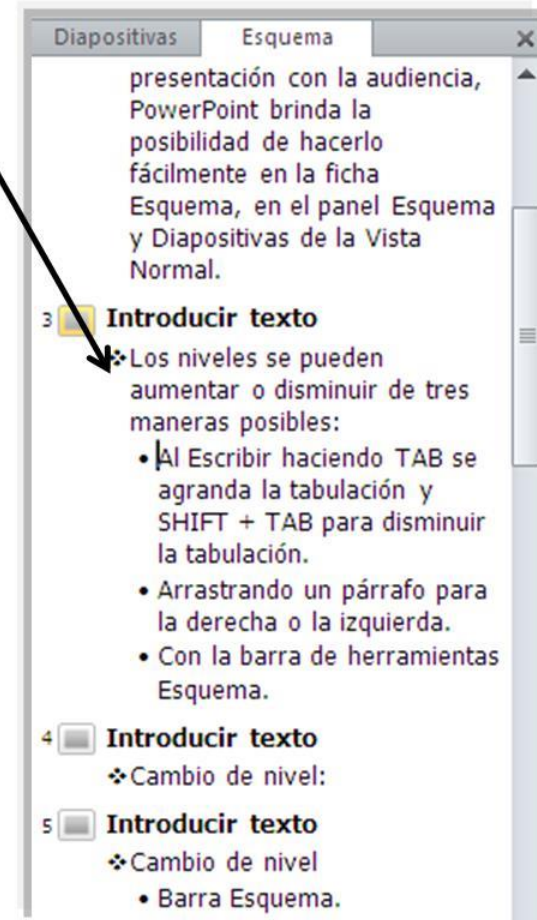 Diapositivas Esquema
presentación con la audiencia,
PowerPoint brinda la
posibilidad de hacerlo
fácilmente en la ficha
Esquema, en el panel Esquema
y Diapositivas de la Vista
Normal.
3 Introducir texto
❖Los niveles se pueden
aumentar o disminuir de tres
maneras posibles:
• Al Escribir haciendo TAB se
agranda la tabulación y
SHIFT + TAB para disminuir
la tabulación.
• Arrastrando un párrafo para
la derecha o la izquierda.
• Con la barra de herramientas
Esquema.
4 Introducir texto
❖Cambio de nivel:
5 Introducir texto
❖Cambio de nivel
• Barra Esquema.